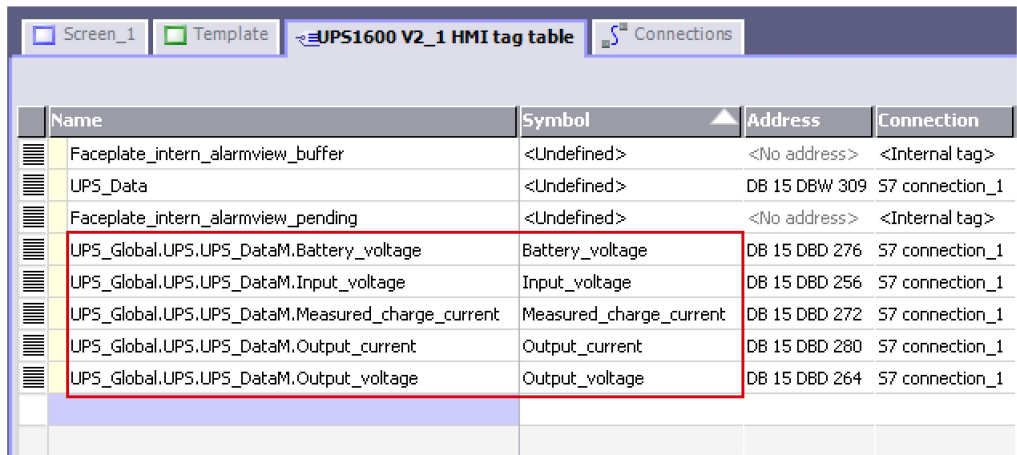 Screen_1 Template UPS1600 V2_1 HMI tag table Connections
Name Symbol Address Connection
Faceplate_intern_alarmview_buffer <Undefined> <No address> <Internal tag>
UPS_Data <Undefined> DB 15 DBW 309 S7 connection_1
Faceplate_intern_alarmview_pending <Undefined> <No address> <Internal tag>
UPS_Global.UPS.UPS_DataM.Battery_voltage Battery_voltage DB 15 DBD 276 S7 connection_1
UPS_Global.UPS.UPS_DataM.Input_voltage Input_voltage DB 15 DBD 256 S7 connection_1
UPS_Global.UPS.UPS_DataM.Measured_charge_current Measured_charge_current DB 15 DBD 272 S7 connection_1
UPS_Global.UPS.UPS_DataM.Output_current Output_current DB 15 DBD 280 S7 connection_1
UPS_Global.UPS.UPS_DataM.Output_voltage Output_voltage DB 15 DBD 264 S7 connection_1